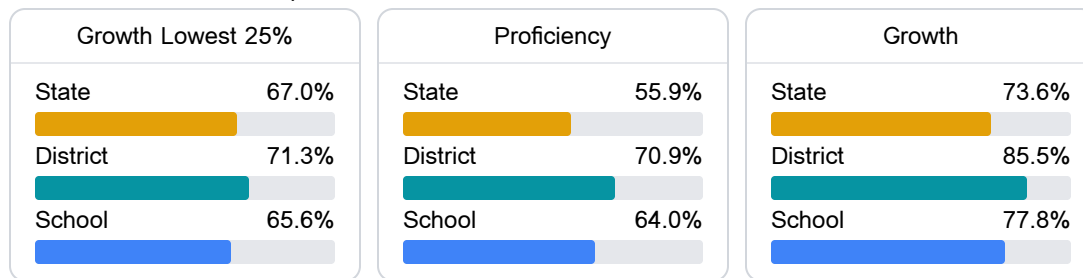 Growth Lowest 25%
State 67.0%
District 71.3%
School 65.6%
Proficiency
State 55.9%
District 70.9%
School 64.0%
Growth
State 73.6%
District 85.5%
School 77.8%